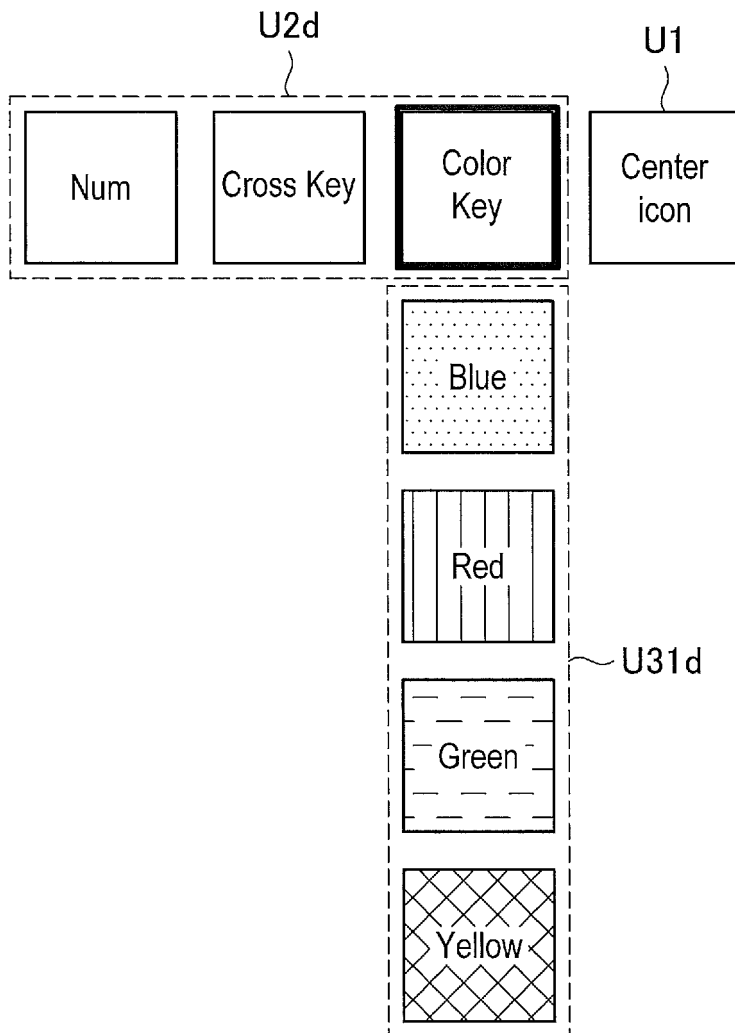 U2d
U1
Num
Cross Key
Color
Key
Center
icon
Blue
Red
U31d
Green
Yellow